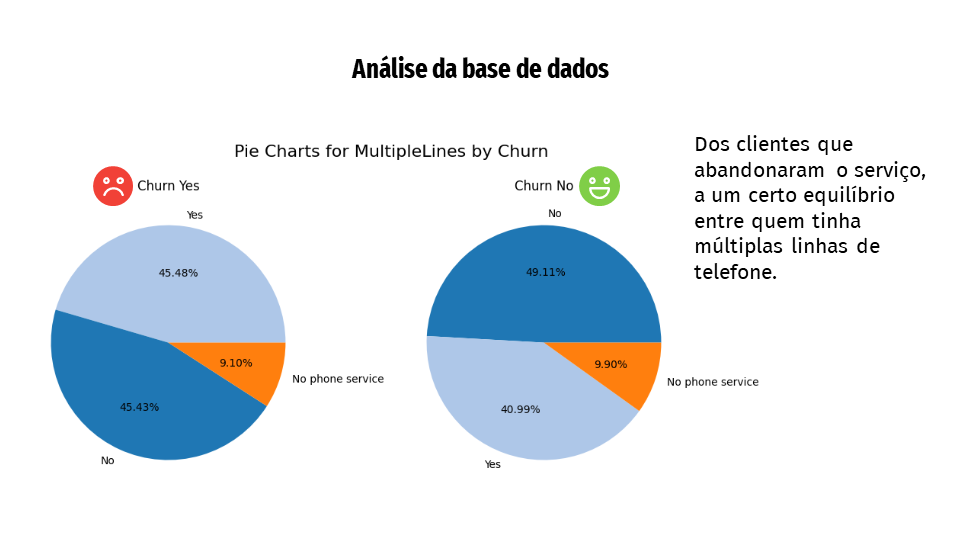 Análise da base de dados
Pie Charts for MultipleLines by Churn
Churn Yes
Yes
45.48%
9.10%
No phone service
45.43%
No
Churn No
No
49.11%
9.90%
No phone service
40.99%
Yes
Dos clientes que
abandonaram o serviço,
a um certo equilíbrio
entre quem tinha
múltiplas linhas de
telefone.